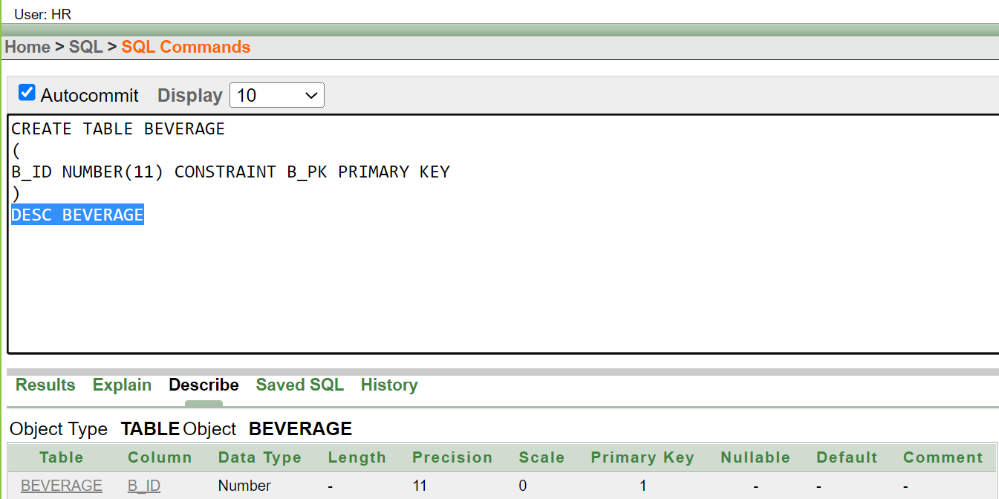 User: HR
Home > SQL > SQL Commands
Autocommit Display 10
CREATE TABLE BEVERAGE
(
B_ID NUMBER(11) CONSTRAINT B_PK PRIMARY KEY
)
DESC BEVERAGE
Results Explain Describe Saved SQL History
Object Type TABLE Object BEVERAGE
Table Column Data Type Length Precision Scale Primary Key Nullable Default Comment
BEVERAGE B_ID Number - 11 0 1 - - -